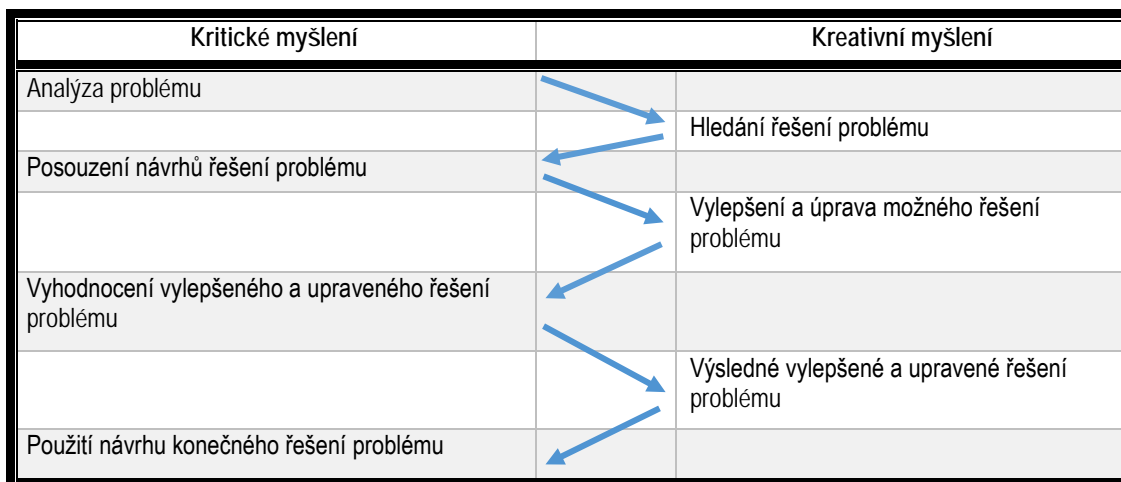 Kritické myšlení
Kreativní myšlení
Analýza problému
Hledání řešení problému
Posouzení návrhů řešení problému
Vylepšení a úprava možného řešení
problému
Vyhodnocení vylepšeného a upraveného řešení
problému
Výsledné vylepšené a upravené řešení
problému
Použití návrhu konečného řešení problému